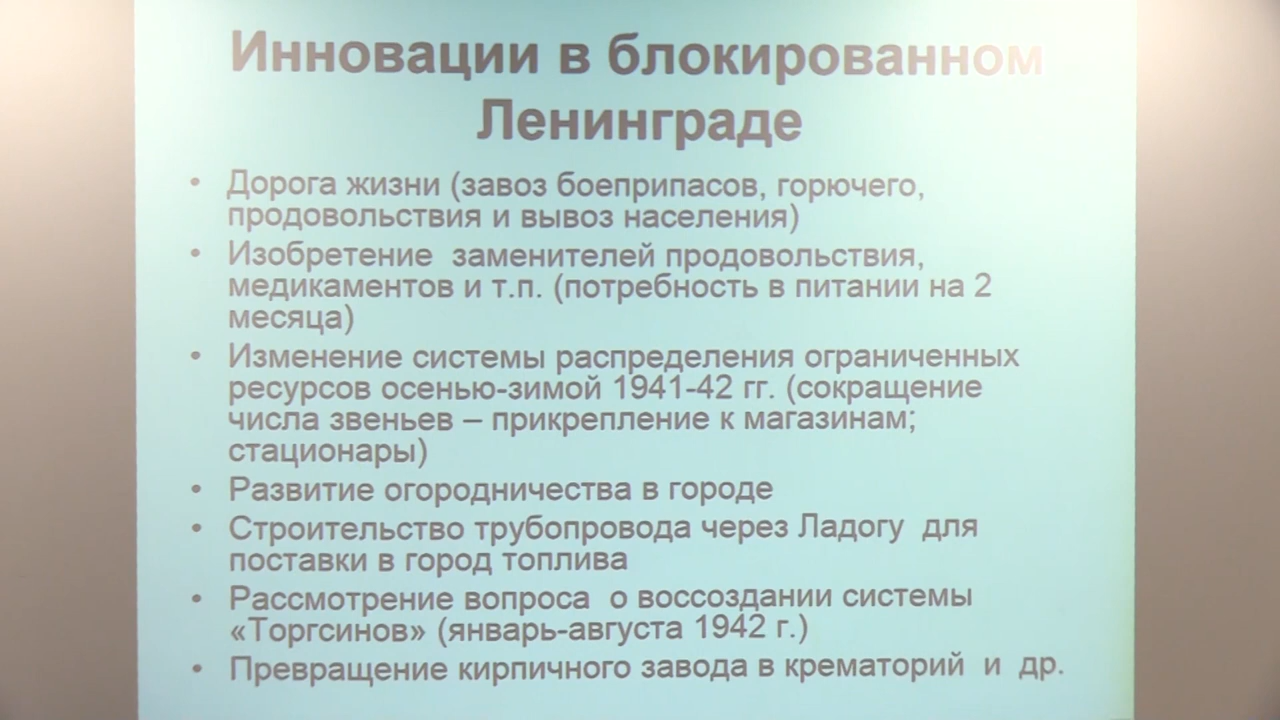 Инновации в блокированном
Ленинграде
• Дорога жизни (завоз боеприпасов, горючего,
продовольствия и вывоз населения)
• Изобретение заменителей продовольствия,
медикаментов и т.п. (потребность в питании на 2
месяца)
• Изменение системы распределения ограниченных
ресурсов осенью-зимой 1941-42 гг. (сокращение
числа звеньев – прикрепление к магазинам;
стационары)
• Развитие огородничества в городе
• Строительство трубопровода через Ладогу для
поставки в город топлива
• Рассмотрение вопроса о воссоздании системы
«Торгсинов» (январь-августа 1942 г.)
• Превращение кирпичного завода в крематорий и др.